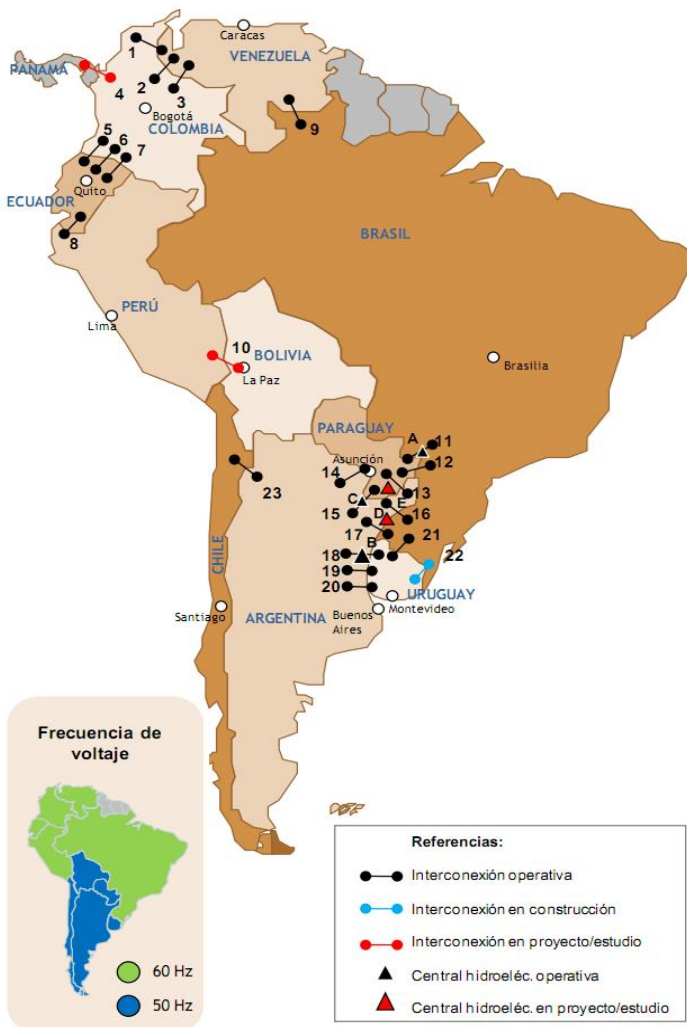 Caracas
1
VENEZUELA
PANAMÁ
2
3
4
Bogotá
COLOMBIA
9
5
6
7
Quito
ECUADOR
8
BRASIL
PERÚ
Lima
10
BOLIVIA
La Paz
Brasilia
PARAGUAY
A
11
Asunción
12
14
23
C
13
E
15
D
16
17
21
B
18
22
19
20
CHILE
URUGUAY
Montevideo
Santiago
ARGENTINA
Buenos
Aires
Frecuencia de
voltaje
60 Hz
50 Hz
Referencias:
Interconexión operativa
Interconexión en construcción
Interconexión en proyecto/estudio
Central hidroeléc. operativa
Central hidroeléc. en proyecto/estudio